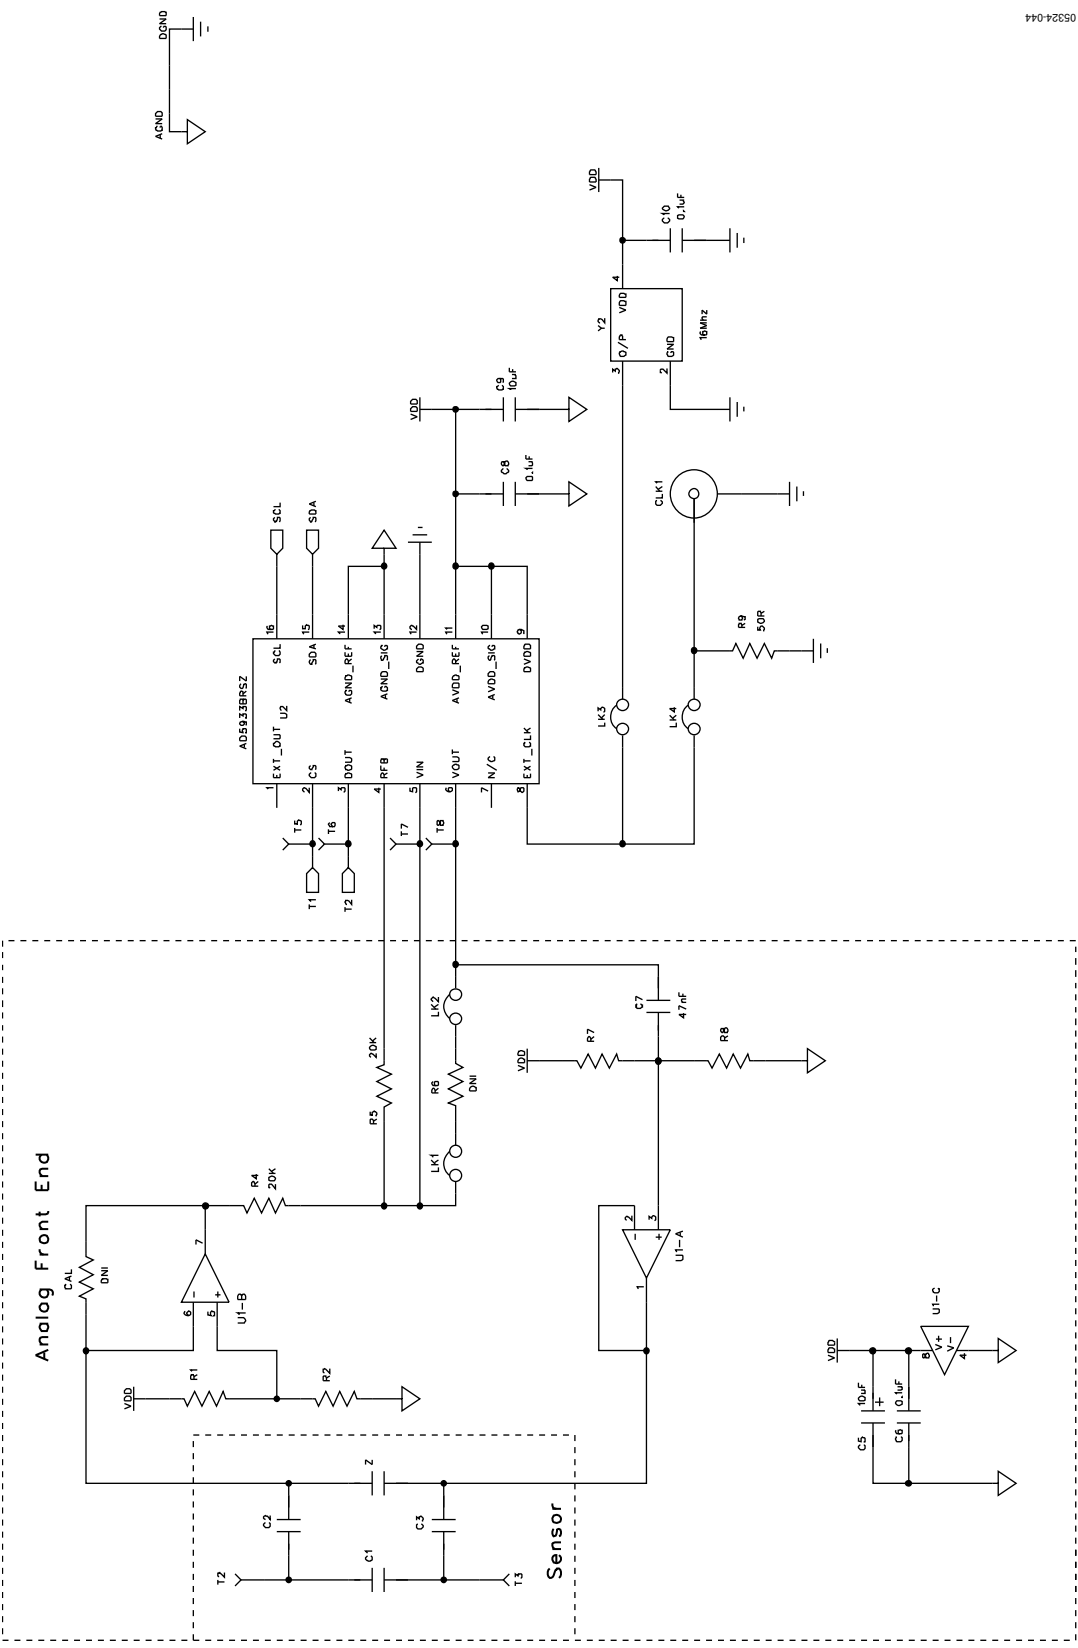 05324-044
DGND
AGND
VDD
C10
0.1uF
4
VDD
Y2
16Mhz
O/P
GND
3
2
C9
10uF
VDD
C8
0.1uF
CLK1
SCL
SDA
R9
50R
16
15
14
13
12
11
10
9
SCL
SDA
AGND_REF
AGND_SIG
DGND
AVDD_REF
AVDD_SIG
DVDD
AD5933BRSZ
U2
LK3
LK4
EXT_OUT
CS
DOUT
RFB
VIN
VOUT
N/C
EXT_CLK
1
2
3
4
5
6
7
8
T5
T6
T7
T8
T1
T2
LK2
C7
47nF
20K
R5
R6
DNI
VDD
R7
R8
LK1
Analog Front End
R4
20K
CAL
DNI
7
6
5
-
+
U1-B
2
3
-
+
1
U1-A
VDD
R1
R2
VDD
U1-C
8
V+
V-
4
10uF
+
C5
0.1uF
C6
Z
C2
C3
C1
T2
T3
Sensor